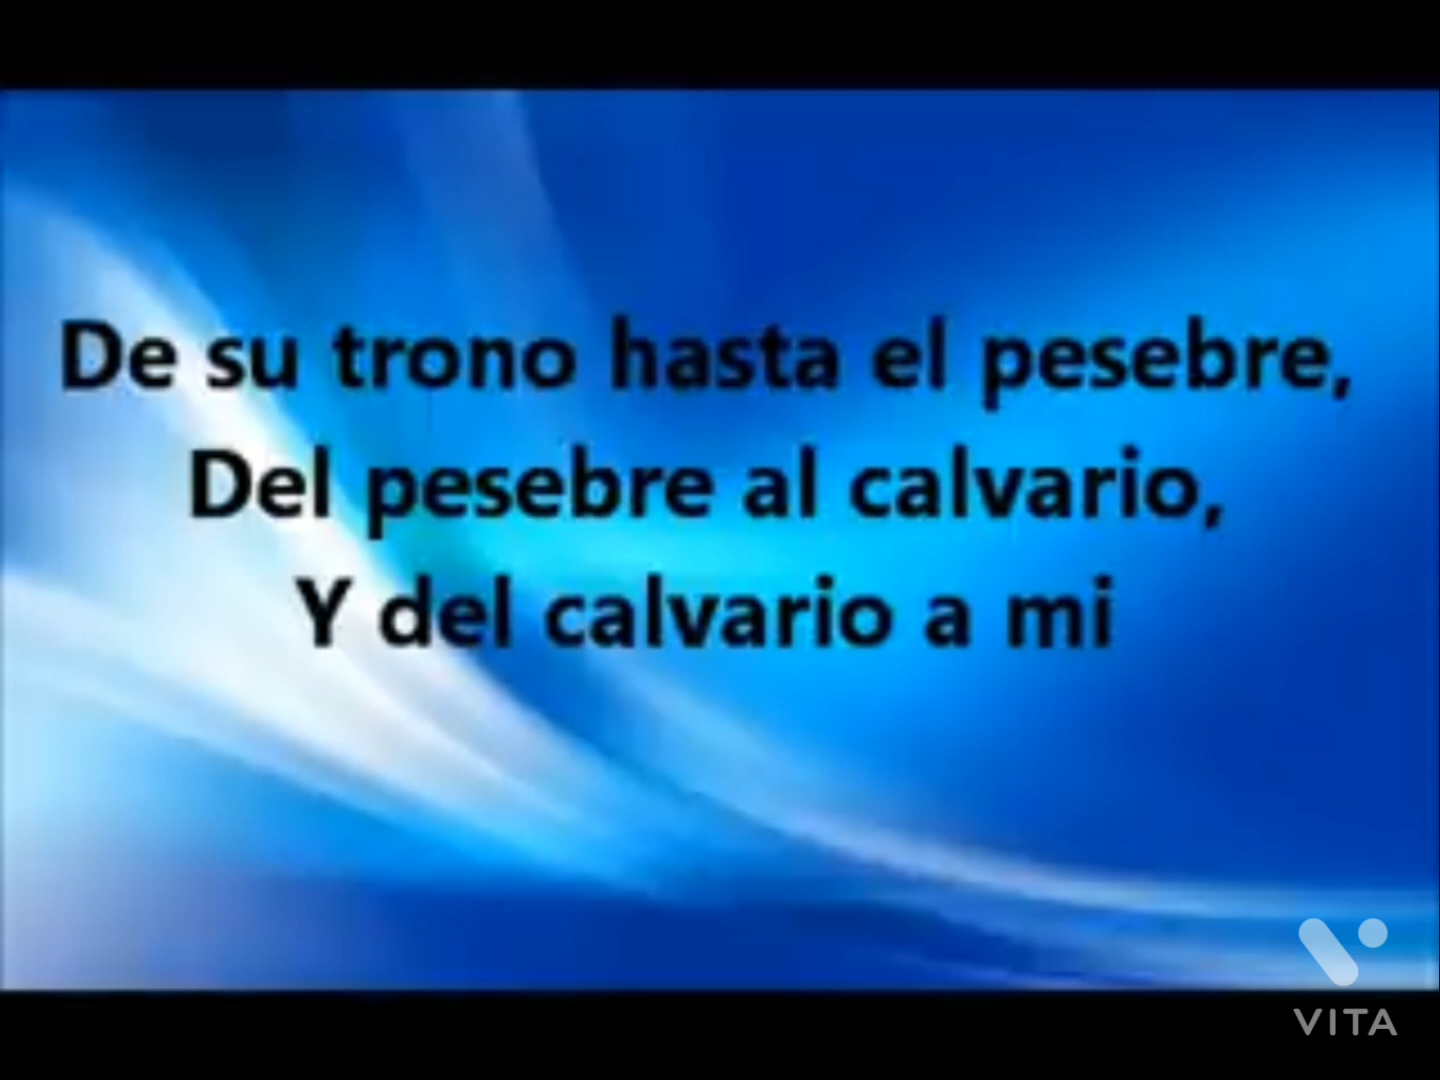 De su trono hasta el pesebre,
Del pesebre al calvario,
Y del calvario a mi
VITA